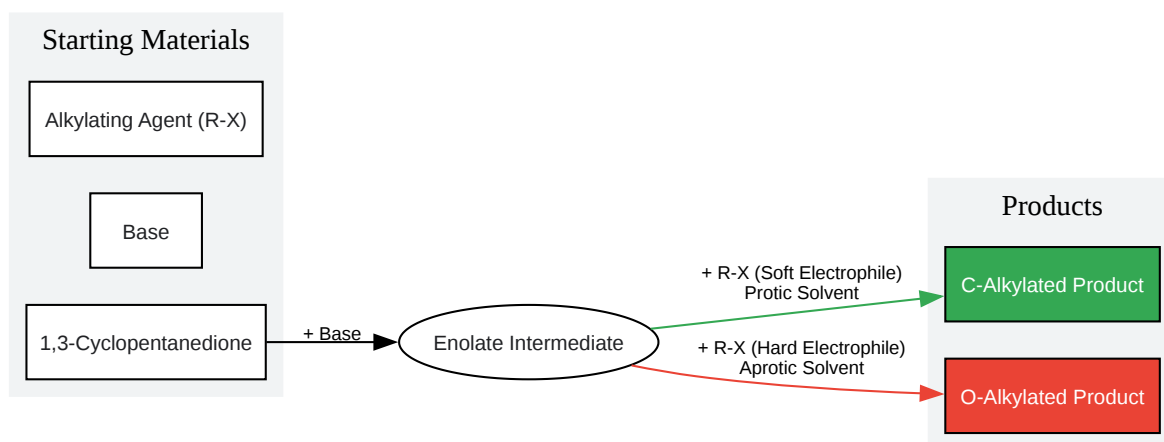 Starting Materials
Alkylating Agent (R-X)
Base
1,3-Cyclopentanedione
+ Base
Enolate Intermediate
+ R-X (Soft Electrophile)
Protic Solvent
+ R-X (Hard Electrophile)
Aprotic Solvent
Products
C-Alkylated Product
O-Alkylated Product